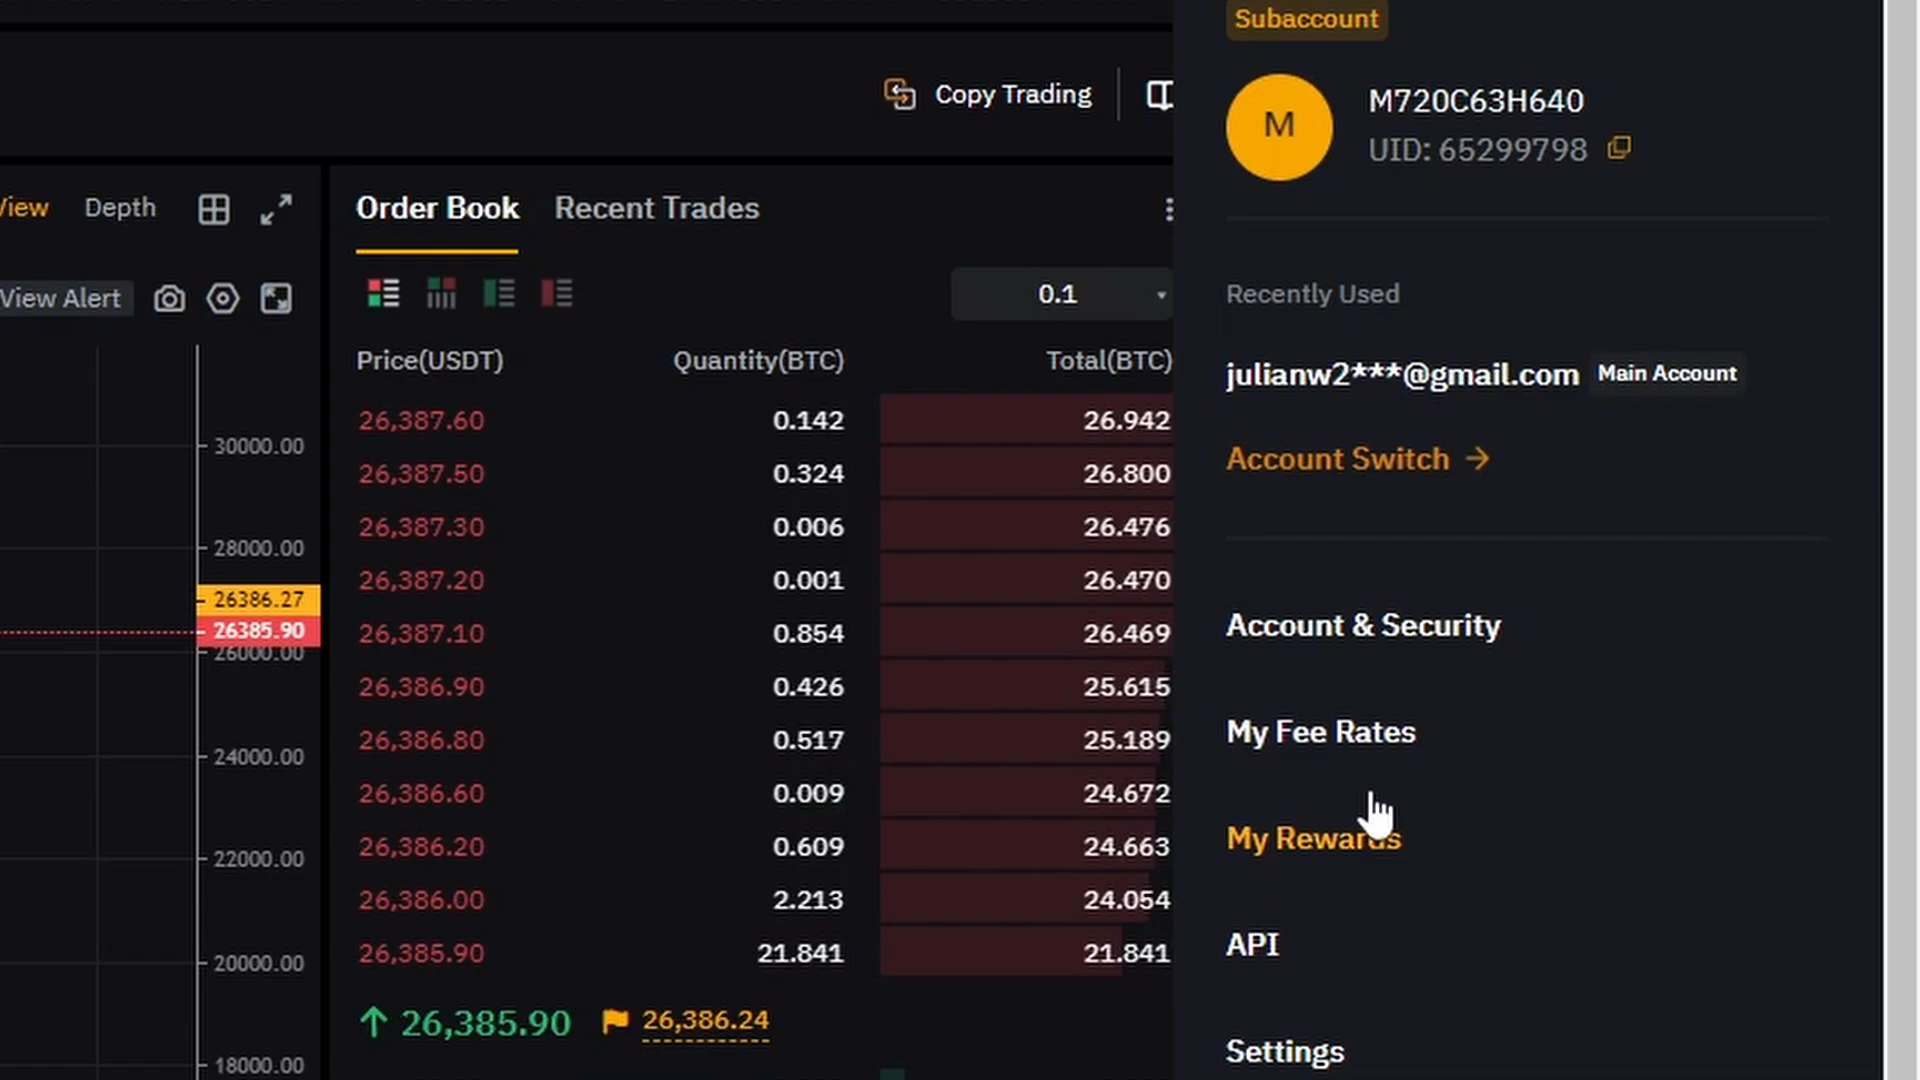 Subaccount
Copy Trading
M
M720C63H640
UID: 65299798
View Depth
Order Book Recent Trades
View Alert
0.1
Recently Used
Price(USDT) Quantity(BTC) Total(BTC)
julianw2***@gmail.com Main Account
26,387.60 0.142 26.942
26,387.50 0.324 26.800
26,387.30 0.006 26.476
26,387.20 0.001 26.470
26,387.10 0.854 26.469
26,386.90 0.426 25.615
26,386.80 0.517 25.189
26,386.60 0.009 24.672
26,386.20 0.609 24.663
26,386.00 2.213 24.054
26,385.90 21.841 21.841
26,385.90 26,386.24
30000.00
28000.00
26386.27
26385.90
26000.00
24000.00
22000.00
20000.00
18000.00
Account Switch
Account & Security
My Fee Rates
My Rewards
API
Settings